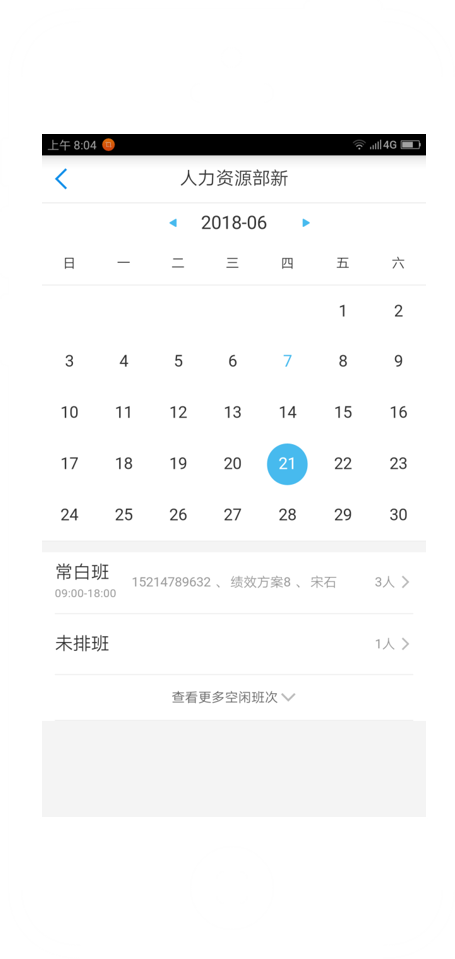 上午 8:04 4G
人力资源部新
2018-06
日 一 二 三 四 五 六
1 2
3 4 5 6 7 8 9
10 11 12 13 14 15 16
17 18 19 20 21 22 23
24 25 26 27 28 29 30
常白班
09:00-18:00
15214789632 、 绩效方案8 、 宋石 3人
未排班 1人
查看更多空闲班次